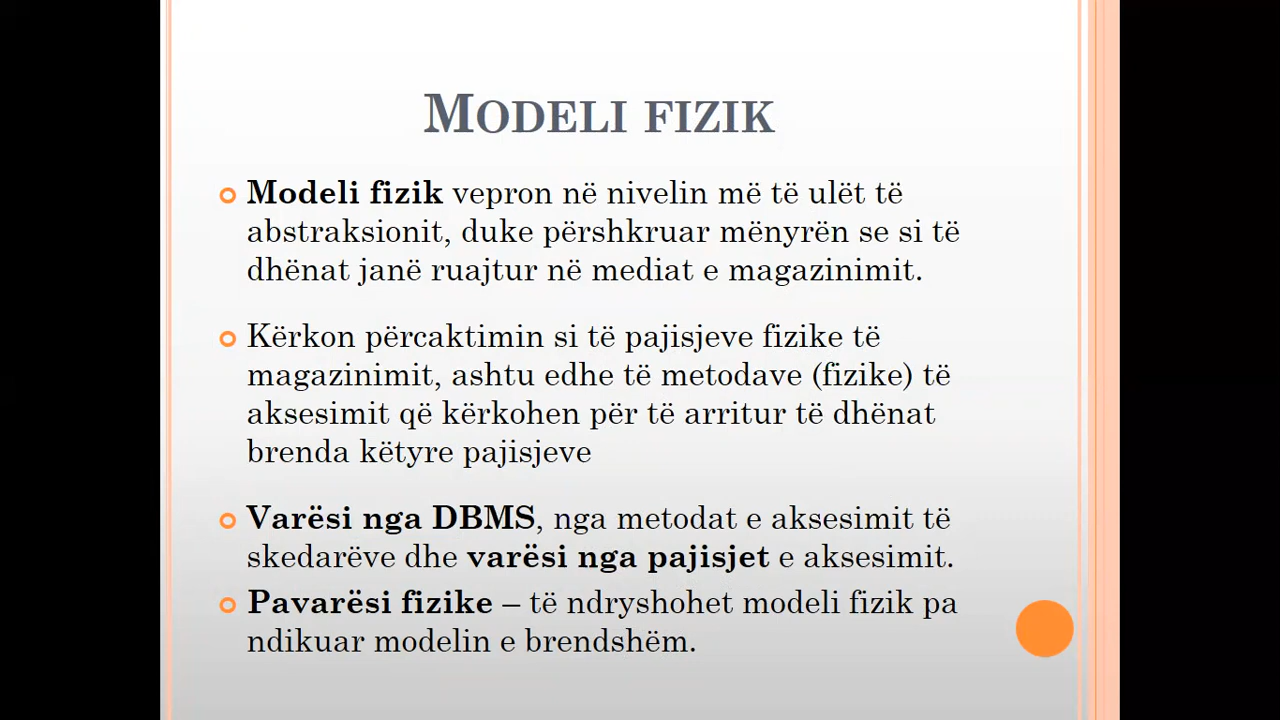 MODELI FIZIK
Modeli fizik vepron në nivelin më të ulët të
abstraksionit, duke përshkruar mënyrën se si të
dhënat janë ruajtur në mediat e magazinimit.
Kërkon përcaktimin si të pajisjeve fizike të
magazinimit, ashtu edhe të metodave (fizike) të
aksesimit që kërkohen për të arritur të dhënat
brenda këtyre pajisjeve
Varësi nga DBMS, nga metodat e aksesimit të
skedarëve dhe varësi nga pajisjet e aksesimit.
Pavarësi fizike – të ndryshohet modeli fizik pa
ndikuar modelin e brendshëm.